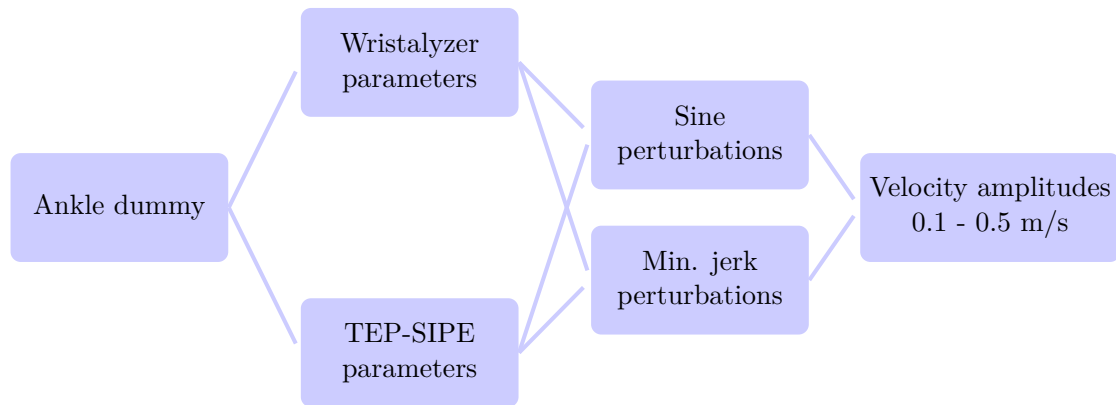 Ankle dummy
Wristalyzer
parameters
TEP-SIPE
parameters
Sine
perturbations
Min. jerk
perturbations
Velocity amplitudes
0.1 - 0.5 m/s